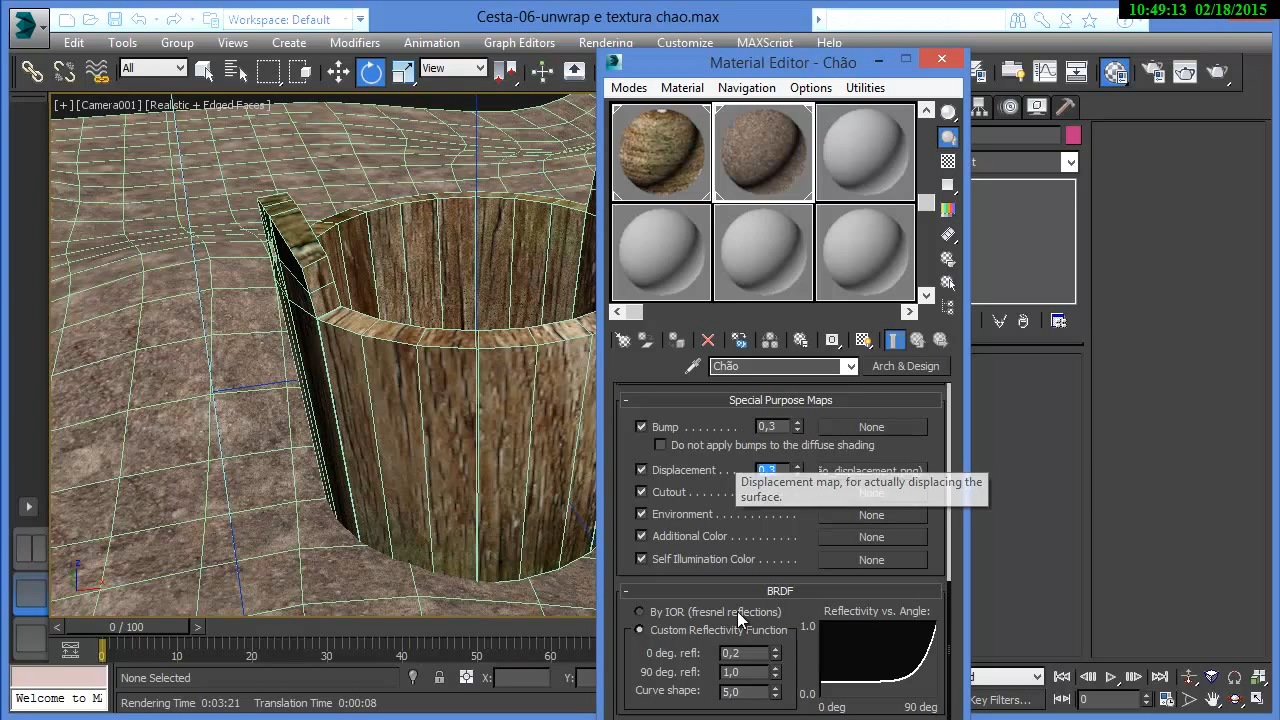 10:49:13 02/18/2015
Workspace: Default
Cesta-06-unwrap e textura chao.max
Edit Tools Group Views Create Modifiers Animation Graph Editors Rendering Customize MAXScript Help
All View
[+] [Camera001] [Realistic + Edged Faces]
Material Editor - Chão
Modes Material Navigation Options Utilities
Chão Arch & Design
Special Purpose Maps
Bump . . . . . . . . 0,3 None
Do not apply bumps to the diffuse shading
Displacement . . . 0,3 displacement.png)
Displacement map, for actually displacing the
surface.
Cutout . . . . . . . None
Environment . . . . . . . . . . . None
Additional Color . . . . . . . . . . None
Self Illumination Color . . . . . None
BRDF
By IOR (fresnel reflections) Reflectivity vs. Angle:
Custom Reflectivity Function 1.0
0 deg. refl: 0,2
90 deg. refl: 1,0
Curve shape: 5,0 0.0
0 deg 90 deg
z
0 / 100
0 10 20 30 40 50
None Selected X: Y:
Key Filters... 0
Welcome to M
Rendering Time 0:03:21 Translation Time 0:00:08